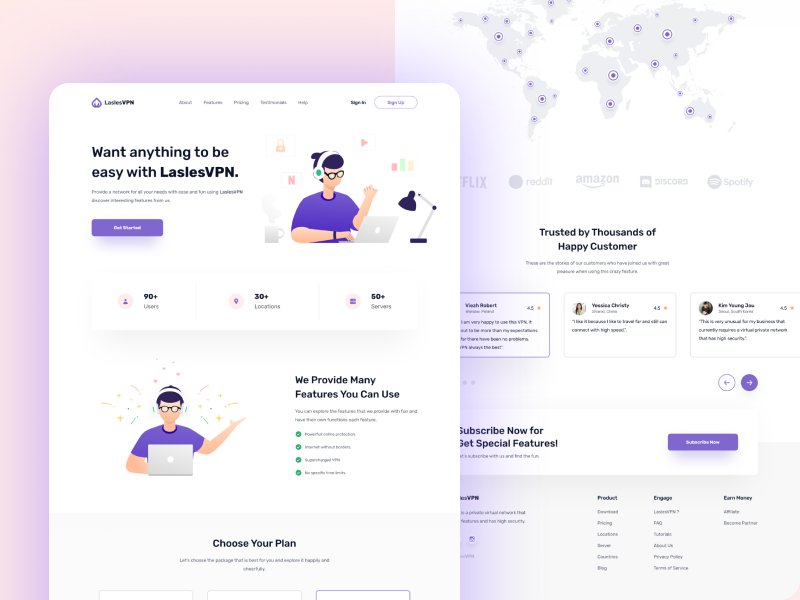 LaslesVPN
About
Features
Pricing
Testimonials
Help
Sign In
Sign Up
Want anything to be
easy with LaslesVPN.
Provide a network for all your needs with ease and fun using LaslesVPN
discover interesting features from us.
Get Started
N
90+
Users
30+
Locations
50+
Servers
We Provide Many
Features You Can Use
You can explore the features that we provide with fun and
have their own functions each feature.
Powerfull online protection.
Internet without borders.
Supercharged VPN
No specific time limits.
Choose Your Plan
Let's choose the package that is best for you and explore it happily and
cheerfully.
FLIX
reddit
amazon
DISCORD
Spotify
Trusted by Thousands of
Happy Customer
These are the stories of our customers who have joined us with great
pleasure when using this crazy feature.
Viezh Robert
Warsaw, Poland
4.5
am very happy to use this VPN, it
out to be more than my expectations
for there have been no problems.
VPN always the best".
Yessica Christy
Shanxi, China
4.5
"I like it because I like to travel far and still can
connect with high speed.".
Kim Young Jou
Seoul, South Korea
4.5
"This is very unusual for my business that
currently requires a virtual private network
that has high security.".
Subscribe Now for
Get Special Features!
Let's subscribe with us and find the fun.
Subscribe Now
lesVPN
is a private virtual network that
features and has high security.
Product
Download
Pricing
Locations
Server
Countries
Blog
Engage
LaslesVPN ?
FAQ
Tutorials
About Us
Privacy Policy
Terms of Service
Earn Money
Affiliate
Become Partner